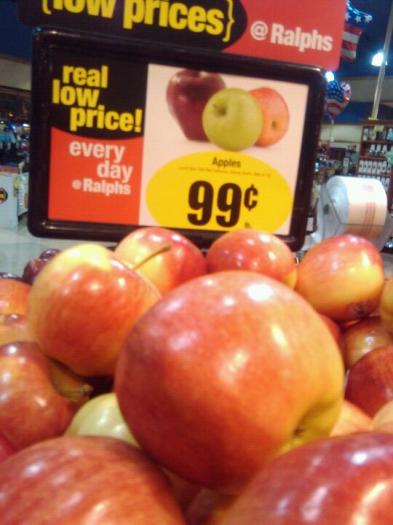 {low prices}
@ Ralphs
real
low
price!
every
day
@Ralphs
Apples
99¢